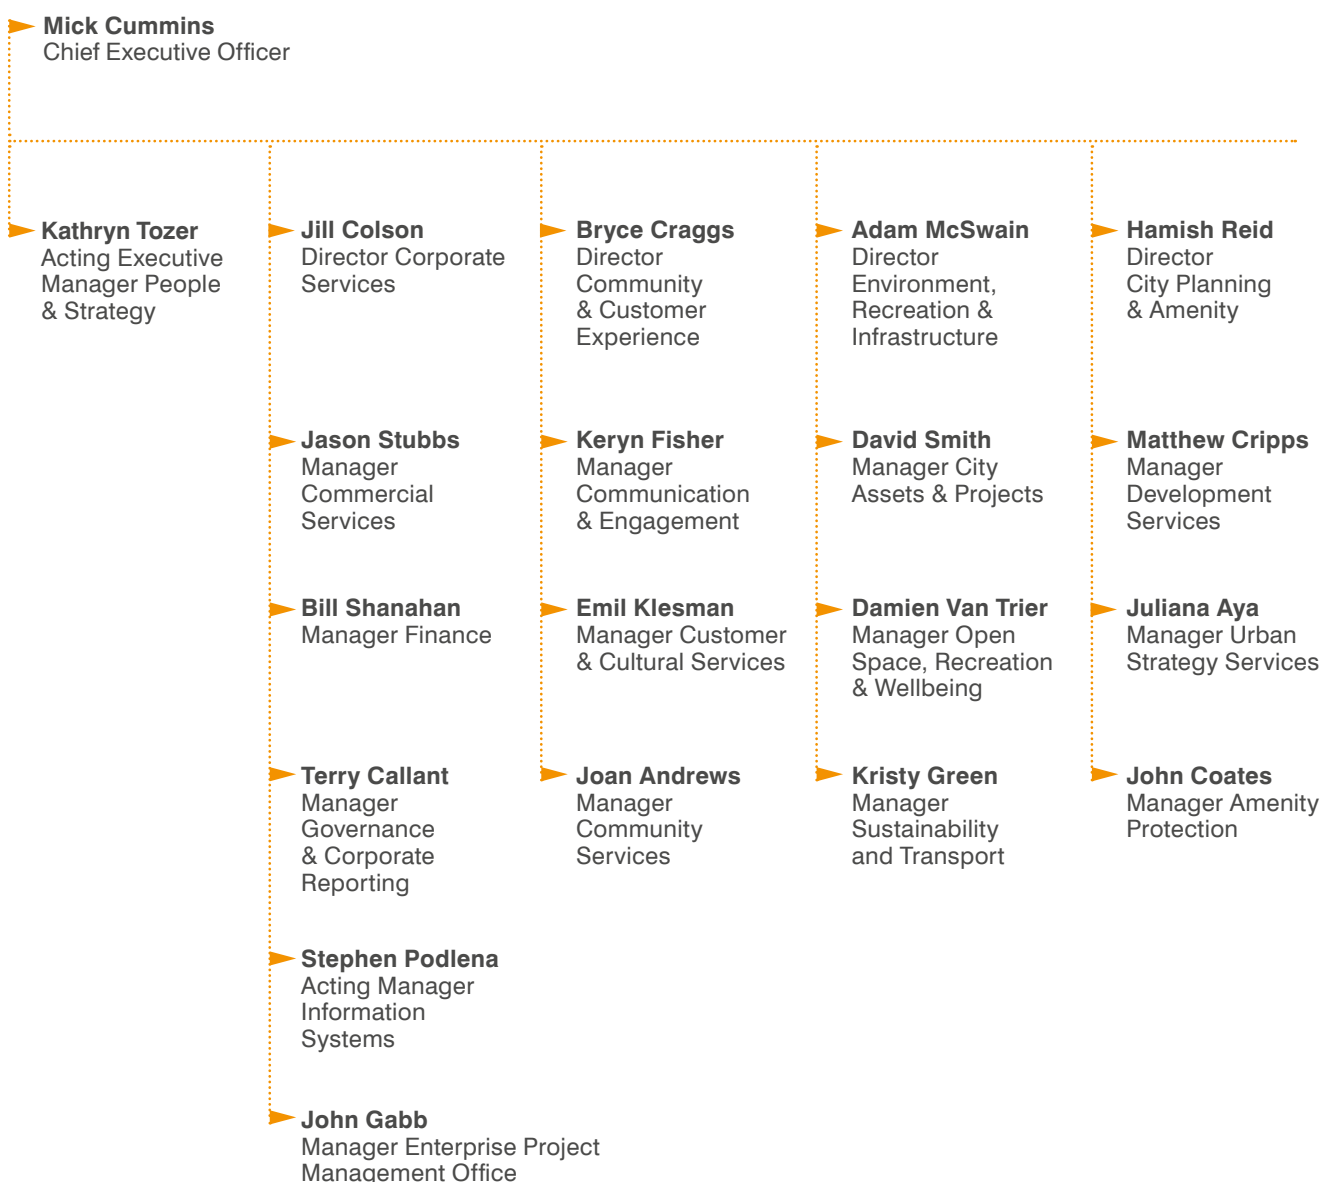 Mick Cummins
Chief Executive Officer
Kathryn Tozer
Acting Executive
Manager People
& Strategy
Jill Colson
Director Corporate
Services
Jason Stubbs
Manager
Commercial
Services
Bill Shanahan
Manager Finance
Terry Callant
Manager
Governance
& Corporate
Reporting
Stephen Podlena
Acting Manager
Information
Systems
John Gabb
Manager Enterprise Project
Management Office
Bryce Craggs
Director
Community
& Customer
Experience
Keryn Fisher
Manager
Communication
& Engagement
Emil Klesman
Manager Customer
& Cultural Services
Joan Andrews
Manager
Community
Services
Adam McSwain
Director
Environment,
Recreation &
Infrastructure
David Smith
Manager City
Assets & Projects
Damien Van Trier
Manager Open
Space, Recreation
& Wellbeing
Kristy Green
Manager
Sustainability
and Transport
Hamish Reid
Director
City Planning
& Amenity
Matthew Cripps
Manager
Development
Services
Juliana Aya
Manager Urban
Strategy Services
John Coates
Manager Amenity
Protection